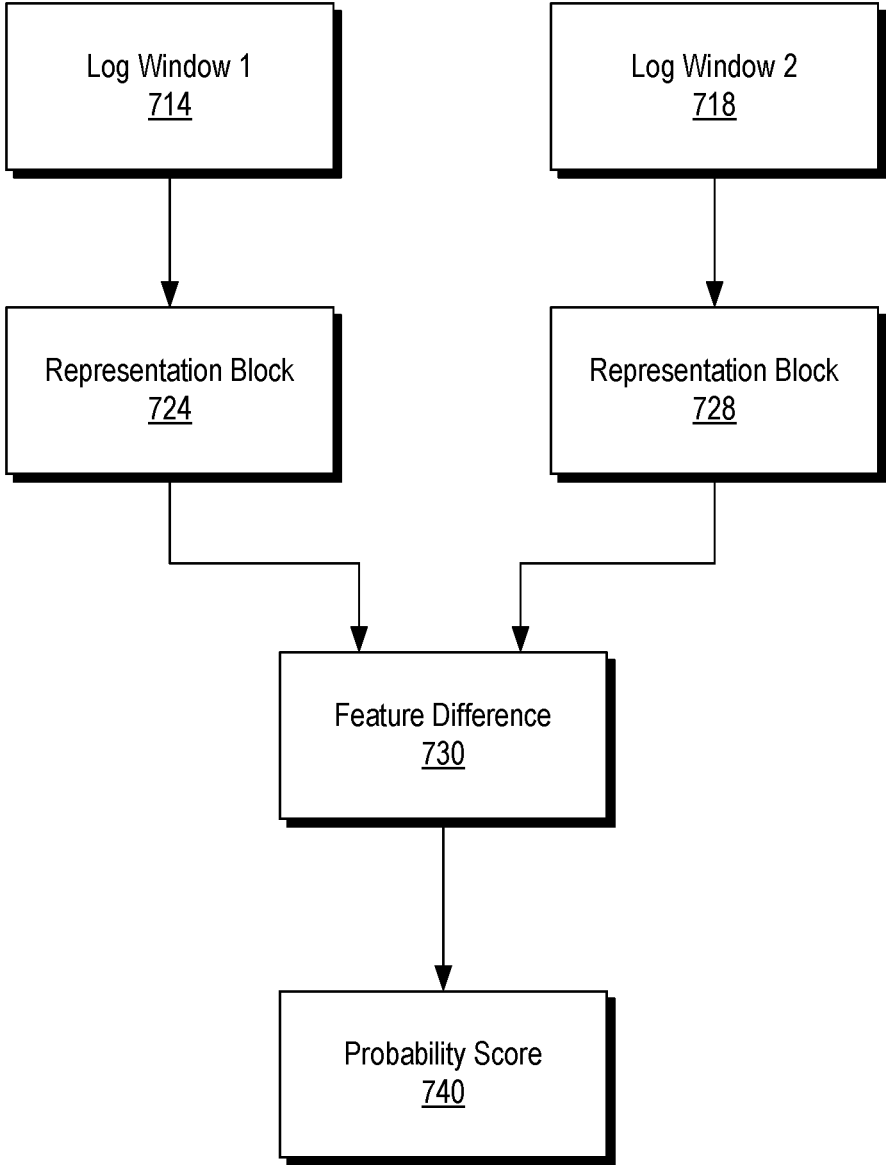 Log Window 1
714
Log Window 2
718
Representation Block
724
Representation Block
728
Feature Difference
730
Probability Score
740